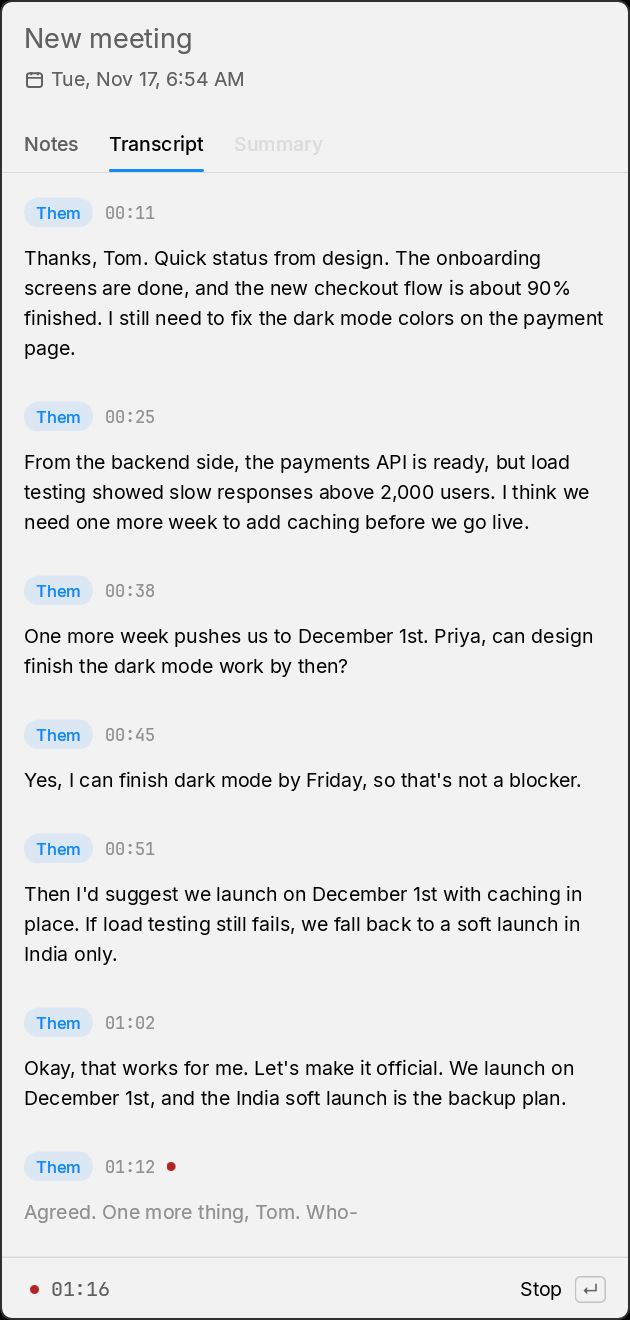 New meeting
Tue, Nov 17, 6:54 AM
Notes Transcript Summary
Them 00:11
Thanks, Tom. Quick status from design. The onboarding
screens are done, and the new checkout flow is about 90%
finished. I still need to fix the dark mode colors on the payment
page.
Them 00:25
From the backend side, the payments API is ready, but load
testing showed slow responses above 2,000 users. I think we
need one more week to add caching before we go live.
Them 00:38
One more week pushes us to December 1st. Priya, can design
finish the dark mode work by then?
Them 00:45
Yes, I can finish dark mode by Friday, so that's not a blocker.
Them 00:51
Then I'd suggest we launch on December 1st with caching in
place. If load testing still fails, we fall back to a soft launch in
India only.
Them 01:02
Okay, that works for me. Let's make it official. We launch on
December 1st, and the India soft launch is the backup plan.
Them 01:12
Agreed. One more thing, Tom. Who-
01:16 Stop